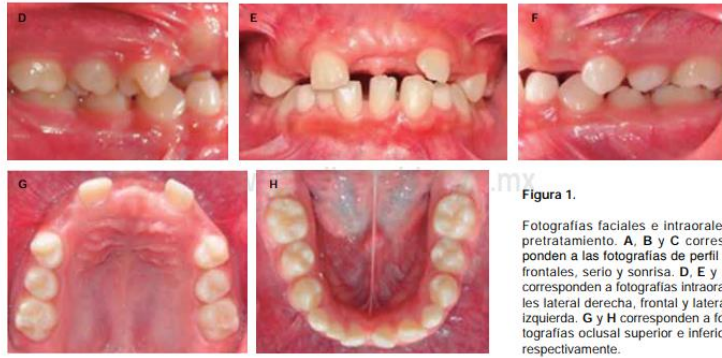 D
E
F
G
H
.mx
Figura 1.
Fotografías faciales e intraorale
pretratamiento. A, B y C corres
ponden a las fotografías de perfil
frontales, serio y sonrisa. D, E y
corresponden a fotografías intraora
les lateral derecha, frontal y latera
izquierda. G y H corresponden a fo
tografías oclusal superior e inferio
respectivamente.